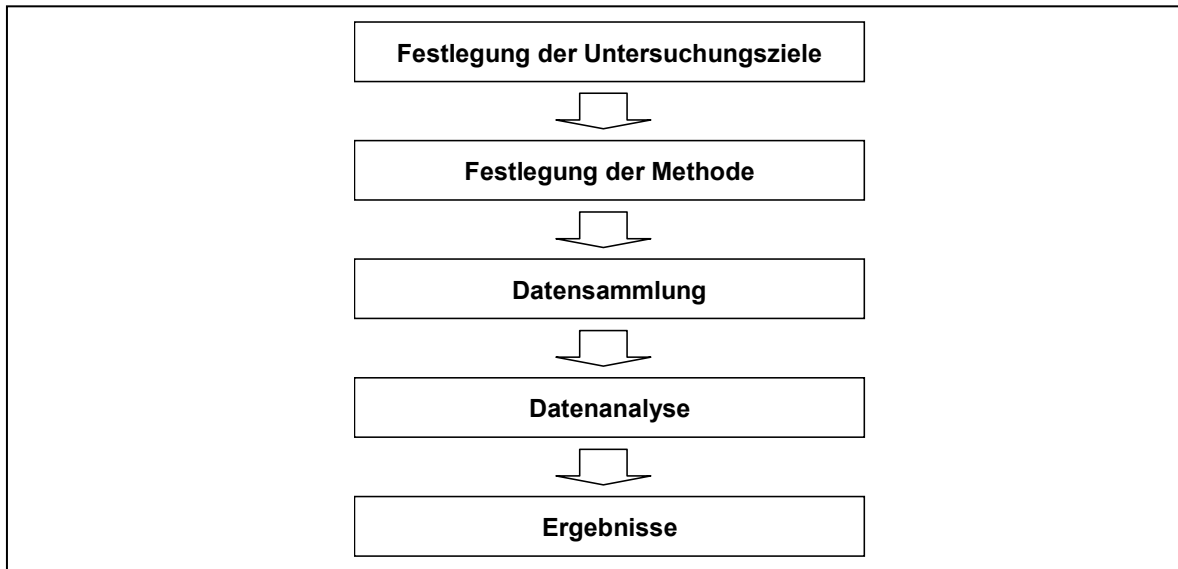 Festlegung der Untersuchungsziele
Festlegung der Methode
Datensammlung
Datenanalyse
Ergebnisse